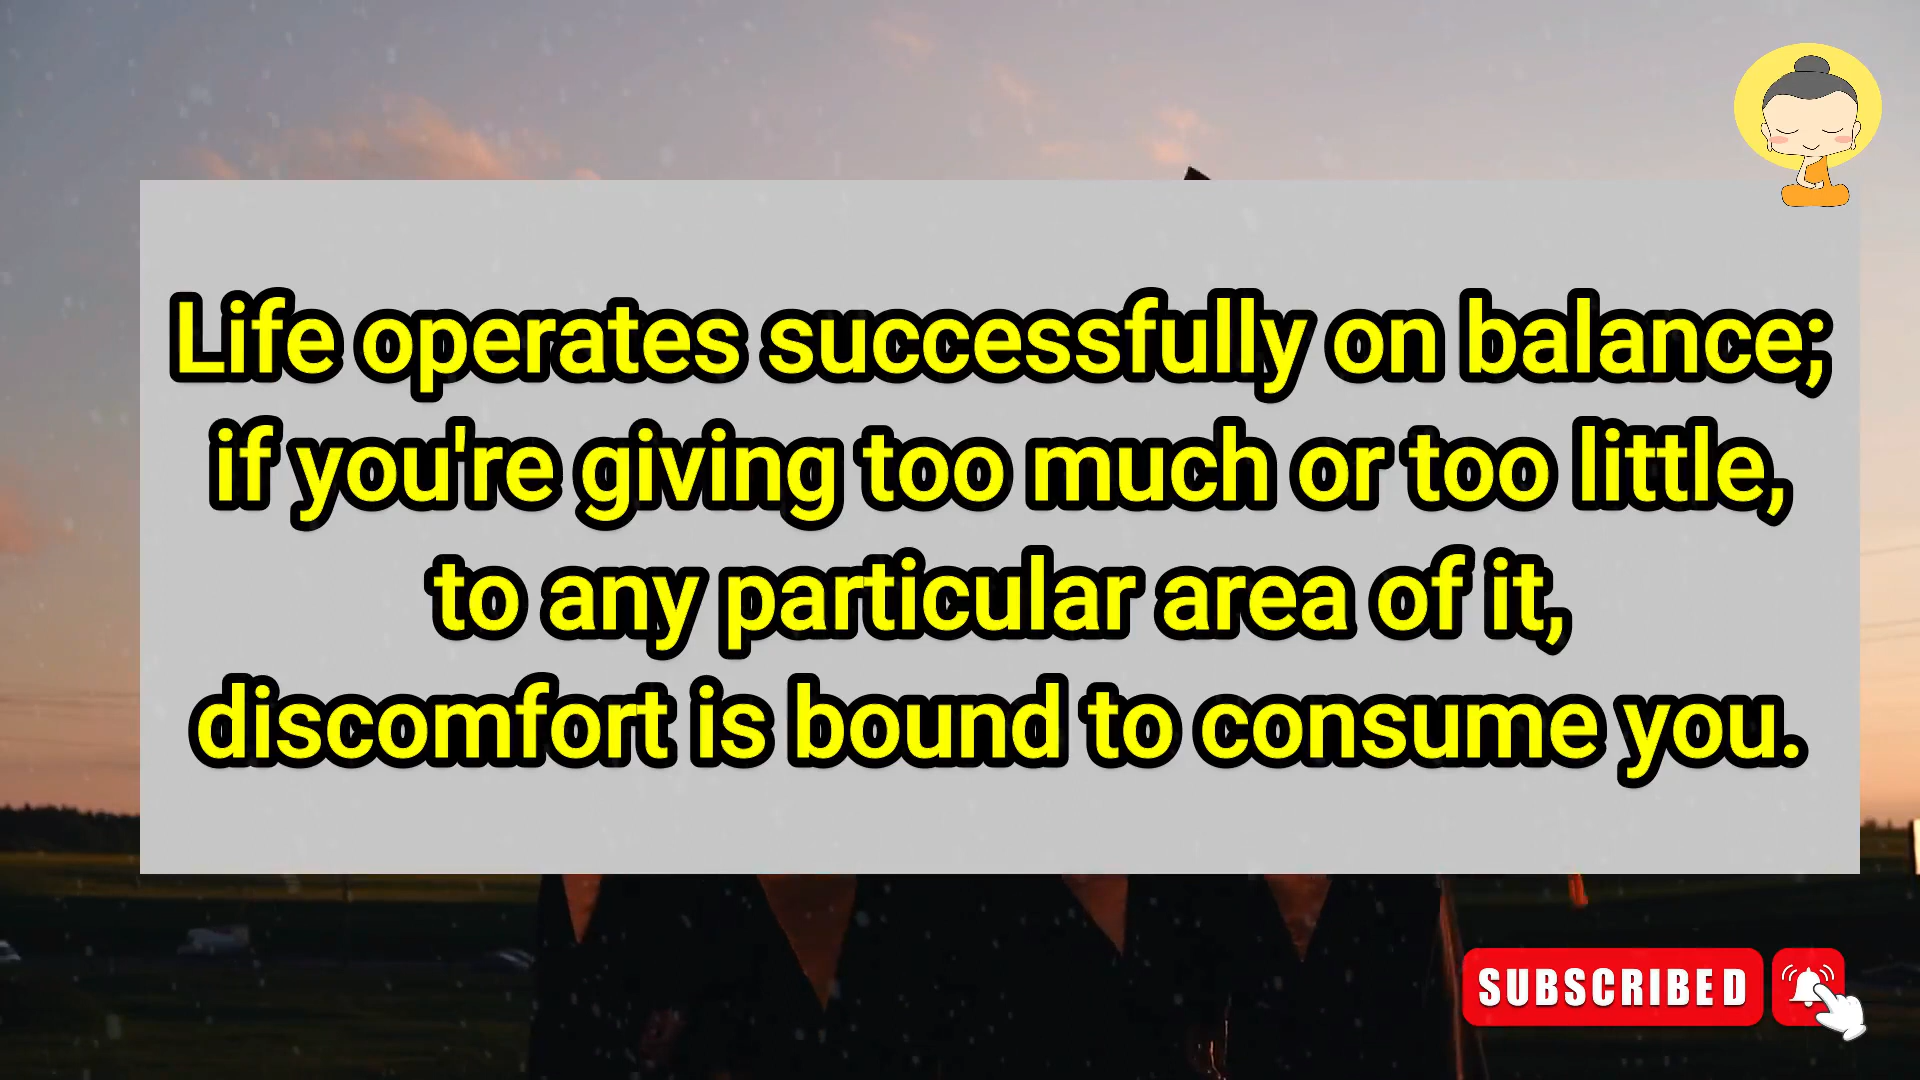 Life operates successfully on balance;
if you're giving too much or too little,
to any particular area of it,
discomfort is bound to consume you.
SUBSCRIBED